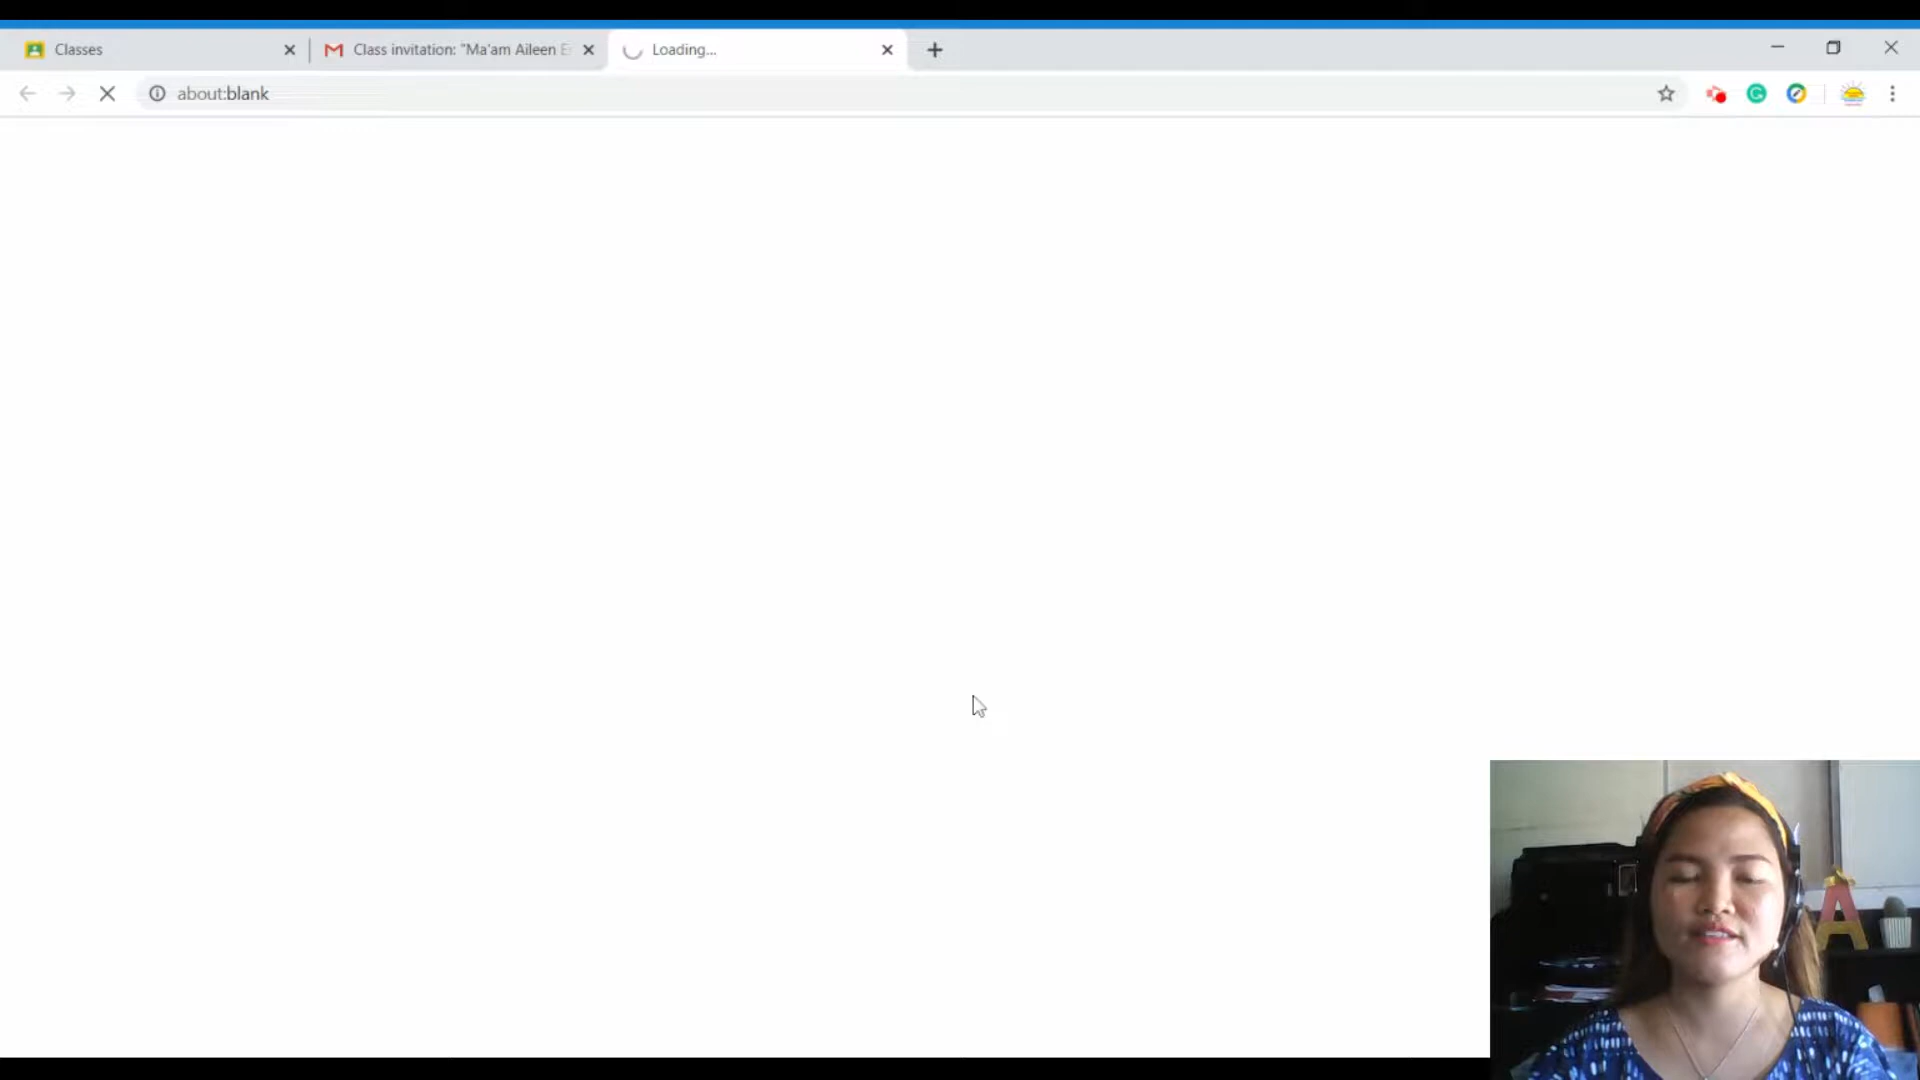 Classes
Class invitation: "Ma'am Aileen E
Loading...
about:blank
A